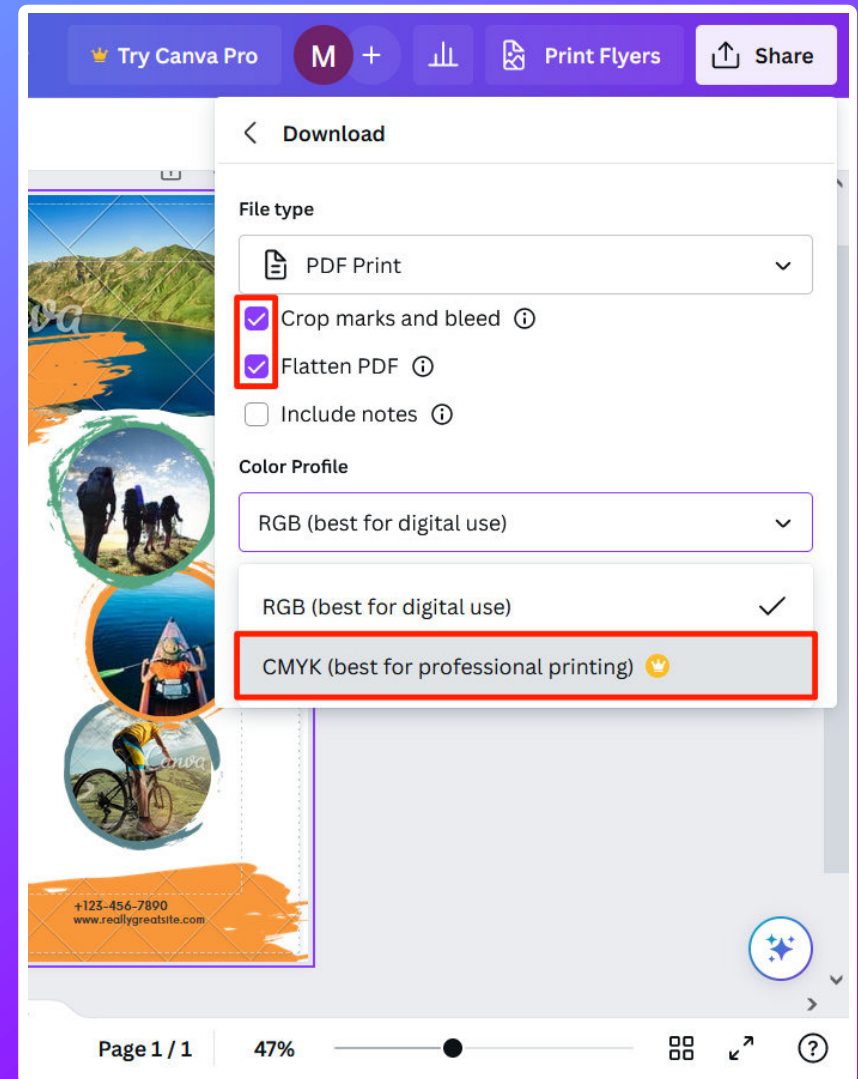 Try Canva Pro M + Print Flyers Share
Download
File type
PDF Print
Crop marks and bleed
Flatten PDF
Include notes
Color Profile
RGB (best for digital use)
RGB (best for digital use)
CMYK (best for professional printing)
Canva
+123-456-7890
www.reallygreatsite.com
Page 1 / 1 47% ?